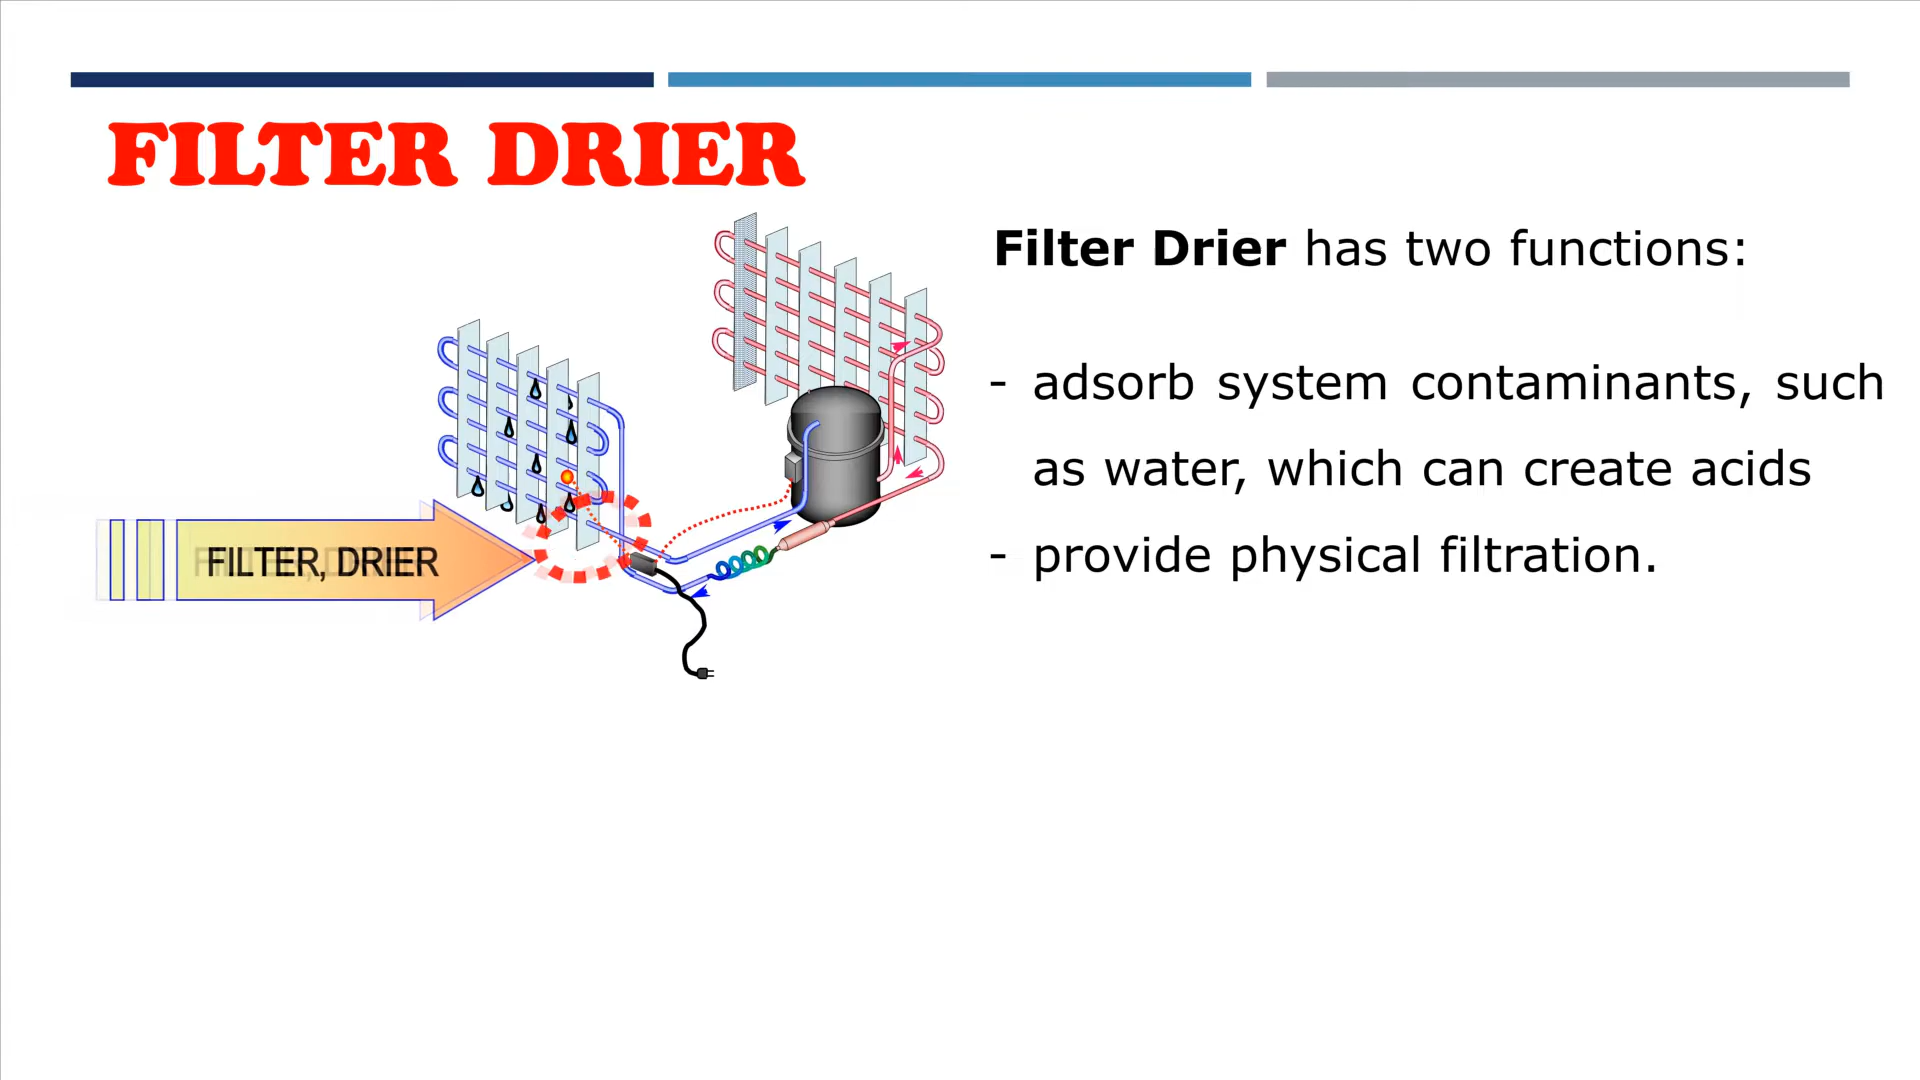 FILTER DRIER
Filter Drier has two functions:
- adsorb system contaminants, such
as water, which can create acids
- provide physical filtration.
FILTER, DRIER